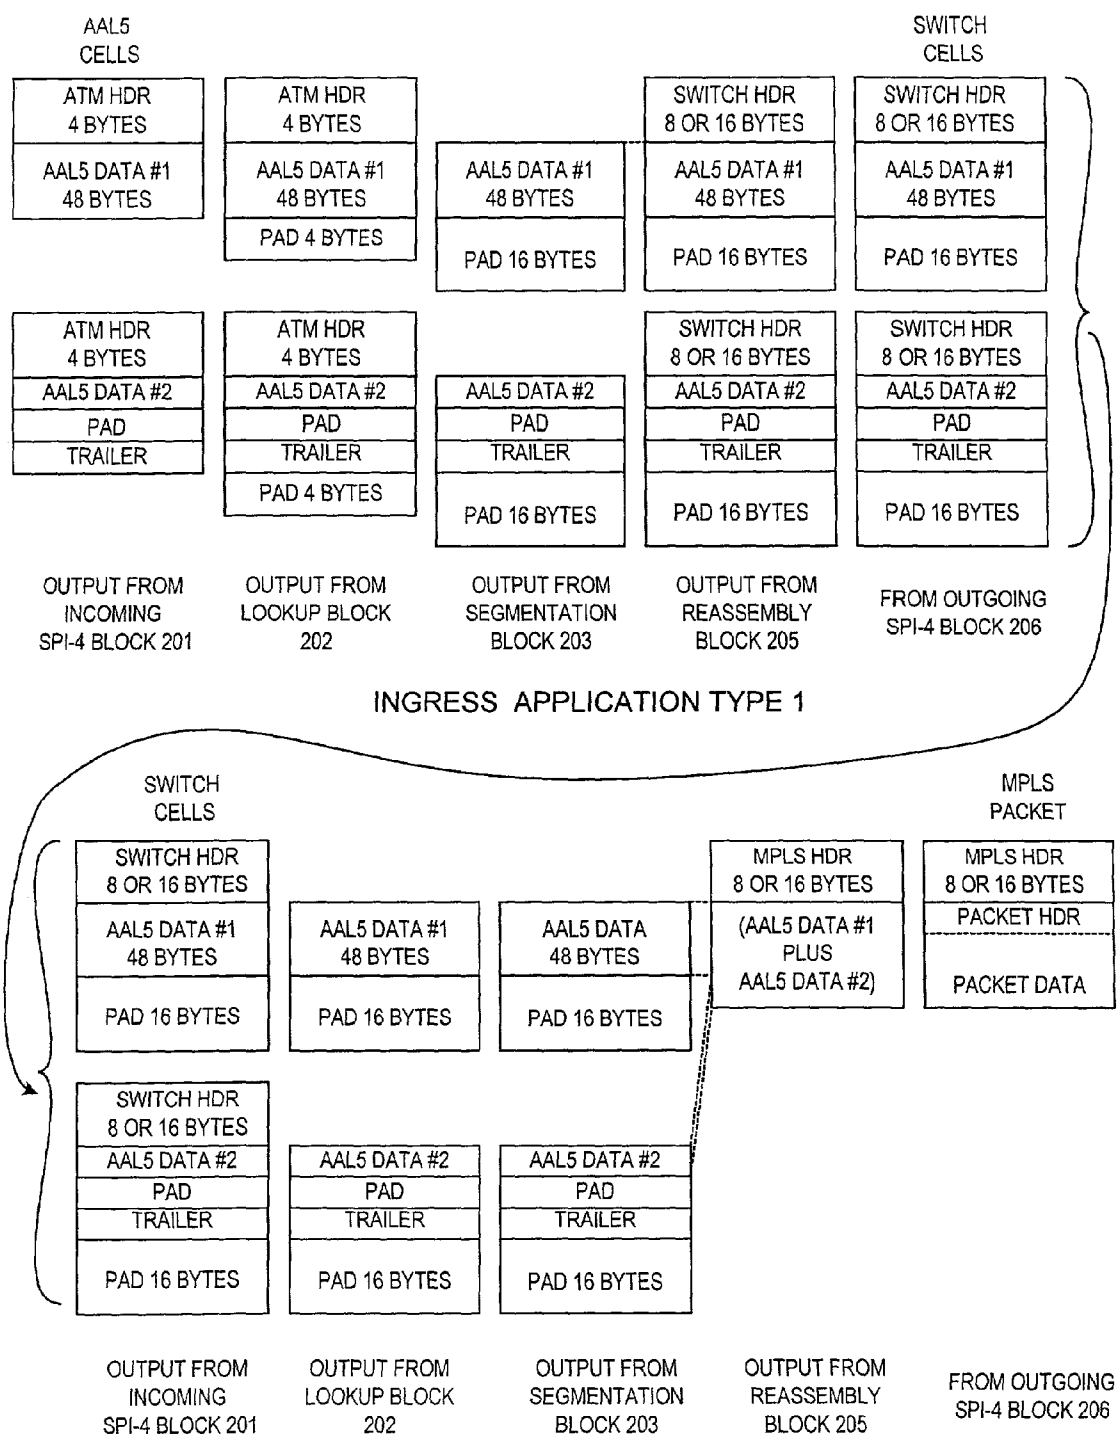 AAL5
CELLS
SWITCH
CELLS
ATM HDR
4 BYTES
AAL5 DATA #1
48 BYTES
ATM HDR
4 BYTES
AAL5 DATA #1
48 BYTES
PAD 4 BYTES
AAL5 DATA #1
48 BYTES
PAD 16 BYTES
SWITCH HDR
8 OR 16 BYTES
AAL5 DATA #1
48 BYTES
PAD 16 BYTES
SWITCH HDR
8 OR 16 BYTES
AAL5 DATA #1
48 BYTES
PAD 16 BYTES
ATM HDR
4 BYTES
AAL5 DATA #2
PAD
TRAILER
ATM HDR
4 BYTES
AAL5 DATA #2
PAD
TRAILER
PAD 4 BYTES
AAL5 DATA #2
PAD
TRAILER
PAD 16 BYTES
SWITCH HDR
8 OR 16 BYTES
AAL5 DATA #2
PAD
TRAILER
PAD 16 BYTES
SWITCH HDR
8 OR 16 BYTES
AAL5 DATA #2
PAD
TRAILER
PAD 16 BYTES
OUTPUT FROM
INCOMING
SPI-4 BLOCK 201
OUTPUT FROM
LOOKUP BLOCK
202
OUTPUT FROM
SEGMENTATION
BLOCK 203
OUTPUT FROM
REASSEMBLY
BLOCK 205
FROM OUTGOING
SPI-4 BLOCK 206
INGRESS APPLICATION TYPE 1
SWITCH
CELLS
MPLS
PACKET
SWITCH HDR
8 OR 16 BYTES
AAL5 DATA #1
48 BYTES
PAD 16 BYTES
AAL5 DATA #1
48 BYTES
PAD 16 BYTES
AAL5 DATA
48 BYTES
PAD 16 BYTES
MPLS HDR
8 OR 16 BYTES
(AAL5 DATA #1
PLUS
AAL5 DATA #2)
MPLS HDR
8 OR 16 BYTES
PACKET HDR
PACKET DATA
SWITCH HDR
8 OR 16 BYTES
AAL5 DATA #2
PAD
TRAILER
PAD 16 BYTES
AAL5 DATA #2
PAD
TRAILER
PAD 16 BYTES
AAL5 DATA #2
PAD
TRAILER
PAD 16 BYTES
OUTPUT FROM
INCOMING
SPI-4 BLOCK 201
OUTPUT FROM
LOOKUP BLOCK
202
OUTPUT FROM
SEGMENTATION
BLOCK 203
OUTPUT FROM
REASSEMBLY
BLOCK 205
FROM OUTGOING
SPI-4 BLOCK 206